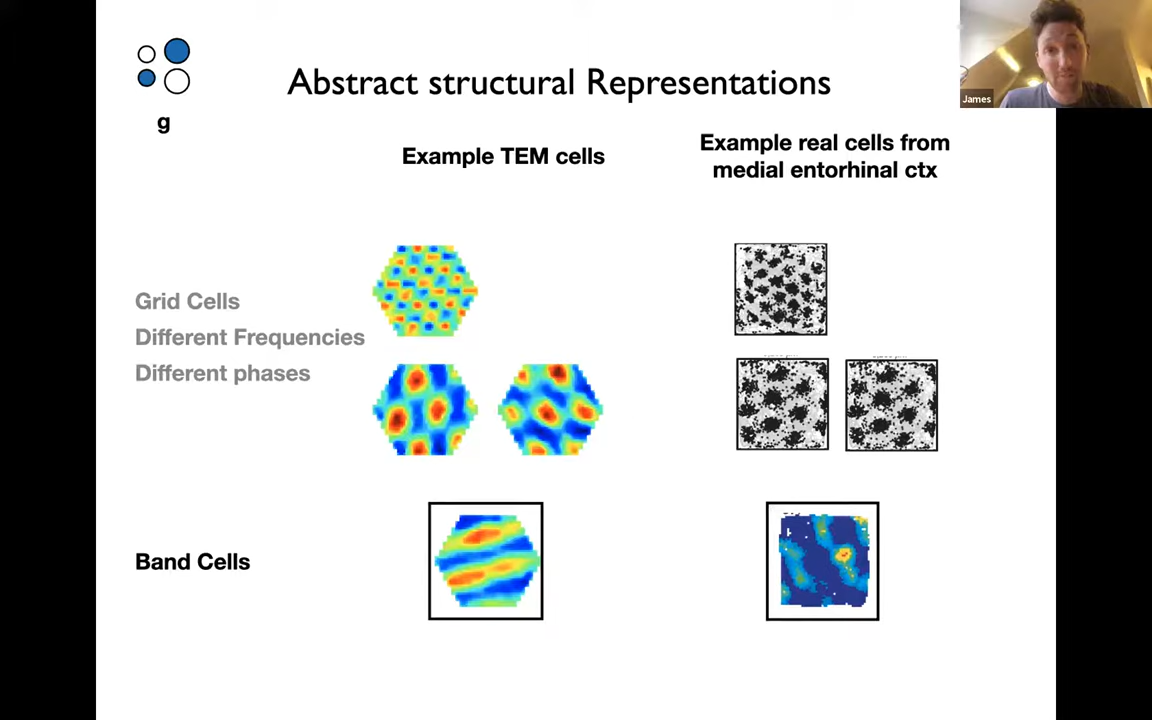 Abstract structural Representations
James
g
Example TEM cells
Example real cells from
medial entorhinal ctx
Grid Cells
Different Frequencies
Different phases
Band Cells